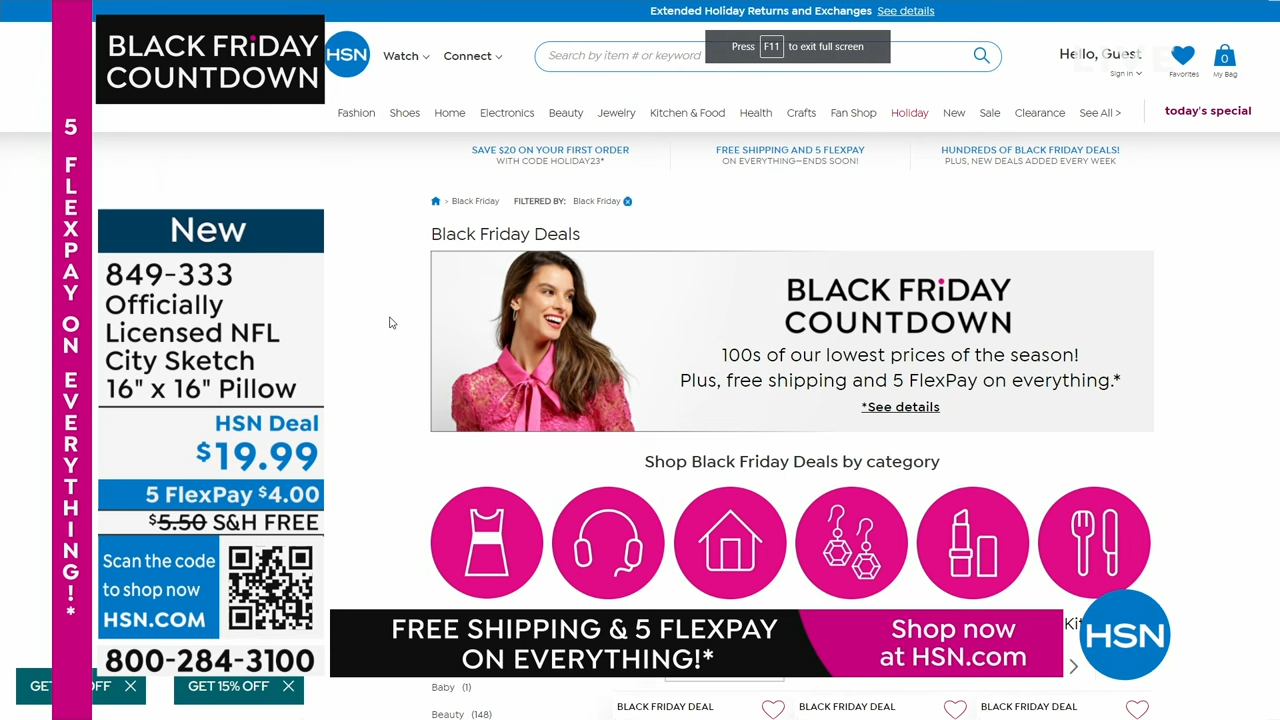 Extended Holiday Returns and Exchanges See details
BLACK FRiDAY
COUNTDOWN
HSN
Watch
Connect
Search by item # or keyword
Press F11 to exit full screen
Hello, Guest
Sign in
Favorites
0
My Bag
Fashion Shoes Home Electronics Beauty Jewelry Kitchen & Food Health Crafts Fan Shop Holiday New Sale Clearance See All >
today's special
SAVE $20 ON YOUR FIRST ORDER
WITH CODE HOLIDAY23*
FREE SHIPPING AND 5 FLEXPAY
ON EVERYTHING—ENDS SOON!
HUNDREDS OF BLACK FRIDAY DEALS!
PLUS, NEW DEALS ADDED EVERY WEEK
5 FLEXPAY ON EVERYTHING!*
New
849-333
Officially
Licensed NFL
City Sketch
16" x 16" Pillow
HSN Deal
$19.99
5 FlexPay $4.00
$5.50 S&H FREE
Scan the code
to shop now
HSN.COM
800-284-3100
> Black Friday FILTERED BY: Black Friday
Black Friday Deals
BLACK FRiDAY
COUNTDOWN
100s of our lowest prices of the season!
Plus, free shipping and 5 FlexPay on everything.*
*See details
Shop Black Friday Deals by category
FREE SHIPPING & 5 FLEXPAY
ON EVERYTHING!*
Shop now
at HSN.com
HSN
GET 15% OFF
Baby (1)
Beauty (148)
BLACK FRIDAY DEAL
BLACK FRIDAY DEAL
BLACK FRIDAY DEAL